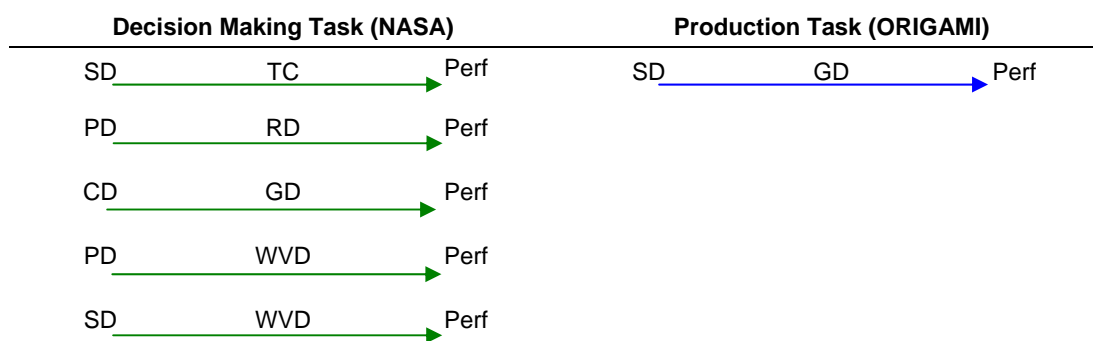 Decision Making Task (NASA) Production Task (ORIGAMI)
SD TC Perf SD GD Perf
PD RD Perf
CD GD Perf
PD WVD Perf
SD WVD Perf